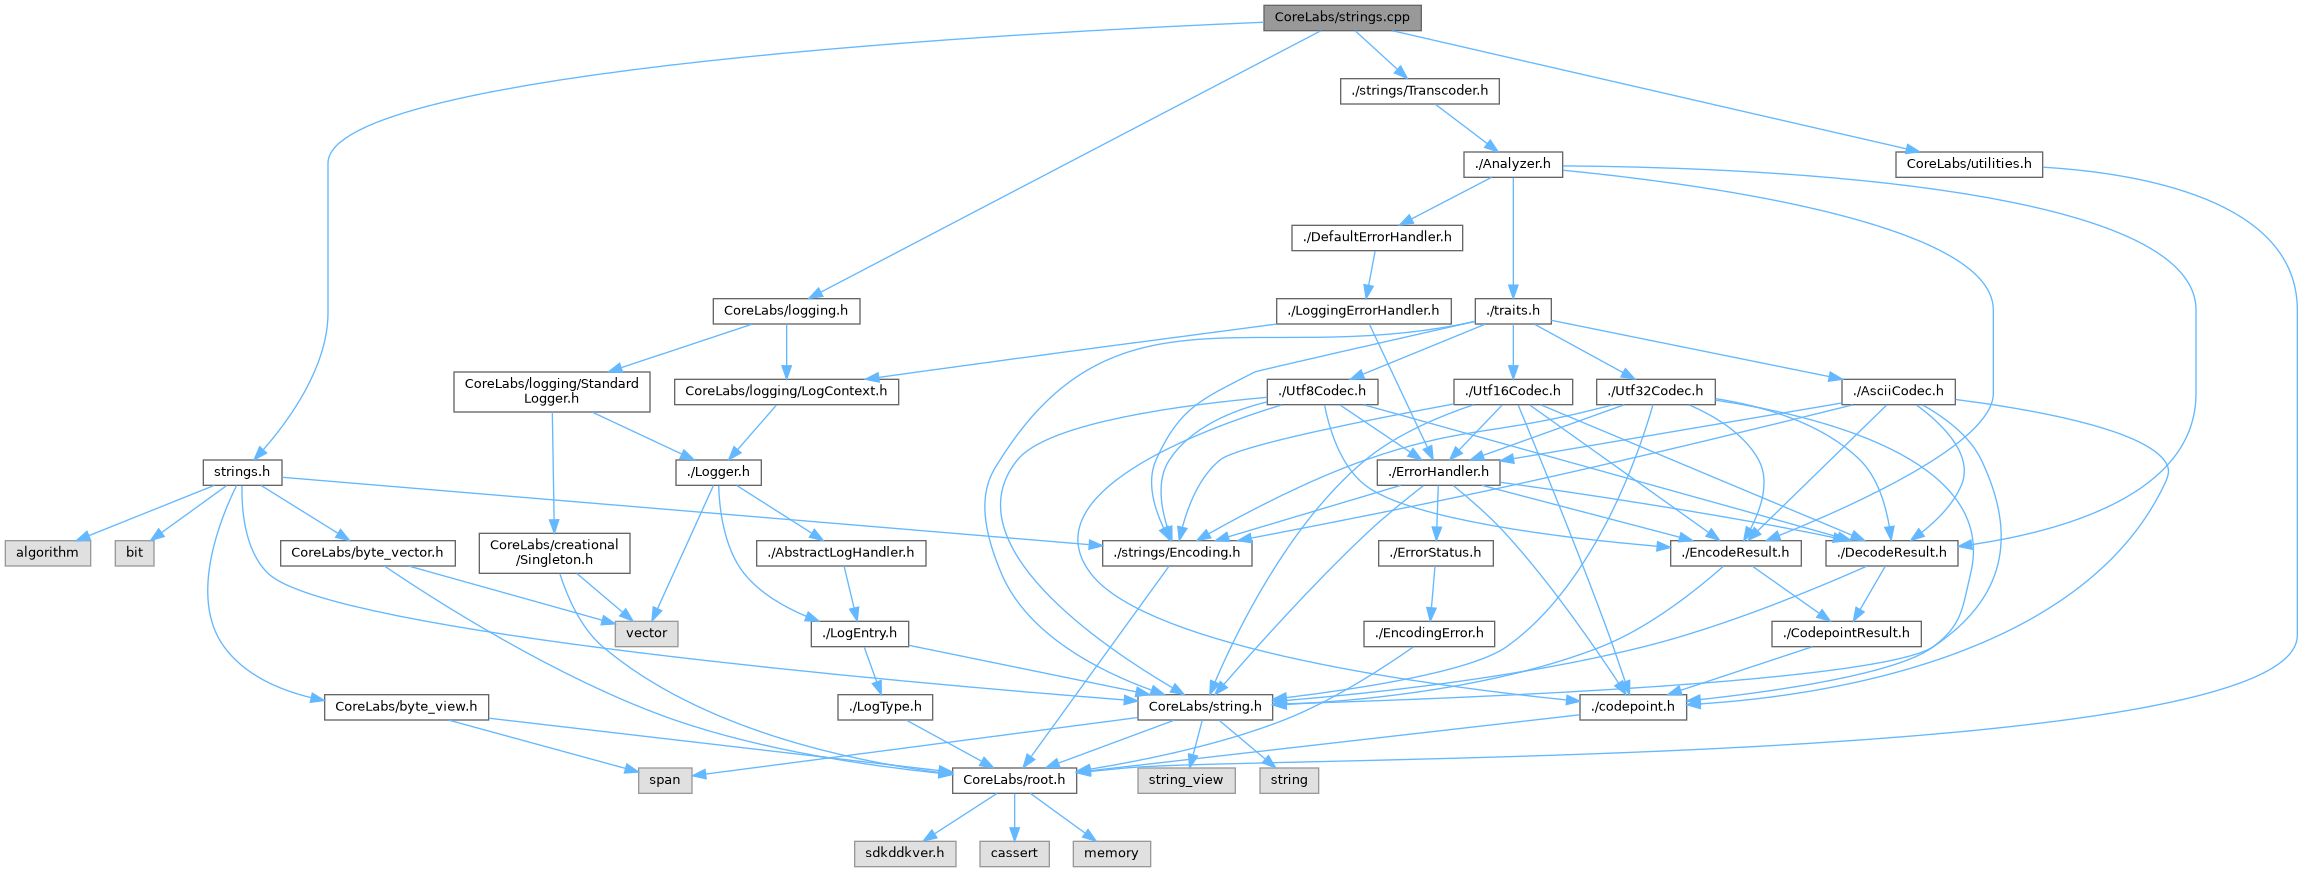 CoreLabs/strings.cpp
./strings/Transcoder.h
./Analyzer.h
CoreLabs/utilities.h
./DefaultErrorHandler.h
CoreLabs/logging.h
./LoggingErrorHandler.h
./traits.h
CoreLabs/logging/Standard
Logger.h
CoreLabs/logging/LogContext.h
./Utf8Codec.h
./Utf16Codec.h
./Utf32Codec.h
./AsciiCodec.h
strings.h
./Logger.h
./ErrorHandler.h
algorithm
bit
CoreLabs/byte_vector.h
CoreLabs/creational
/Singleton.h
./AbstractLogHandler.h
./strings/Encoding.h
./ErrorStatus.h
./EncodeResult.h
./DecodeResult.h
vector
./LogEntry.h
./EncodingError.h
./CodepointResult.h
CoreLabs/byte_view.h
./LogType.h
CoreLabs/string.h
./codepoint.h
span
CoreLabs/root.h
string_view
string
sdkddkver.h
cassert
memory